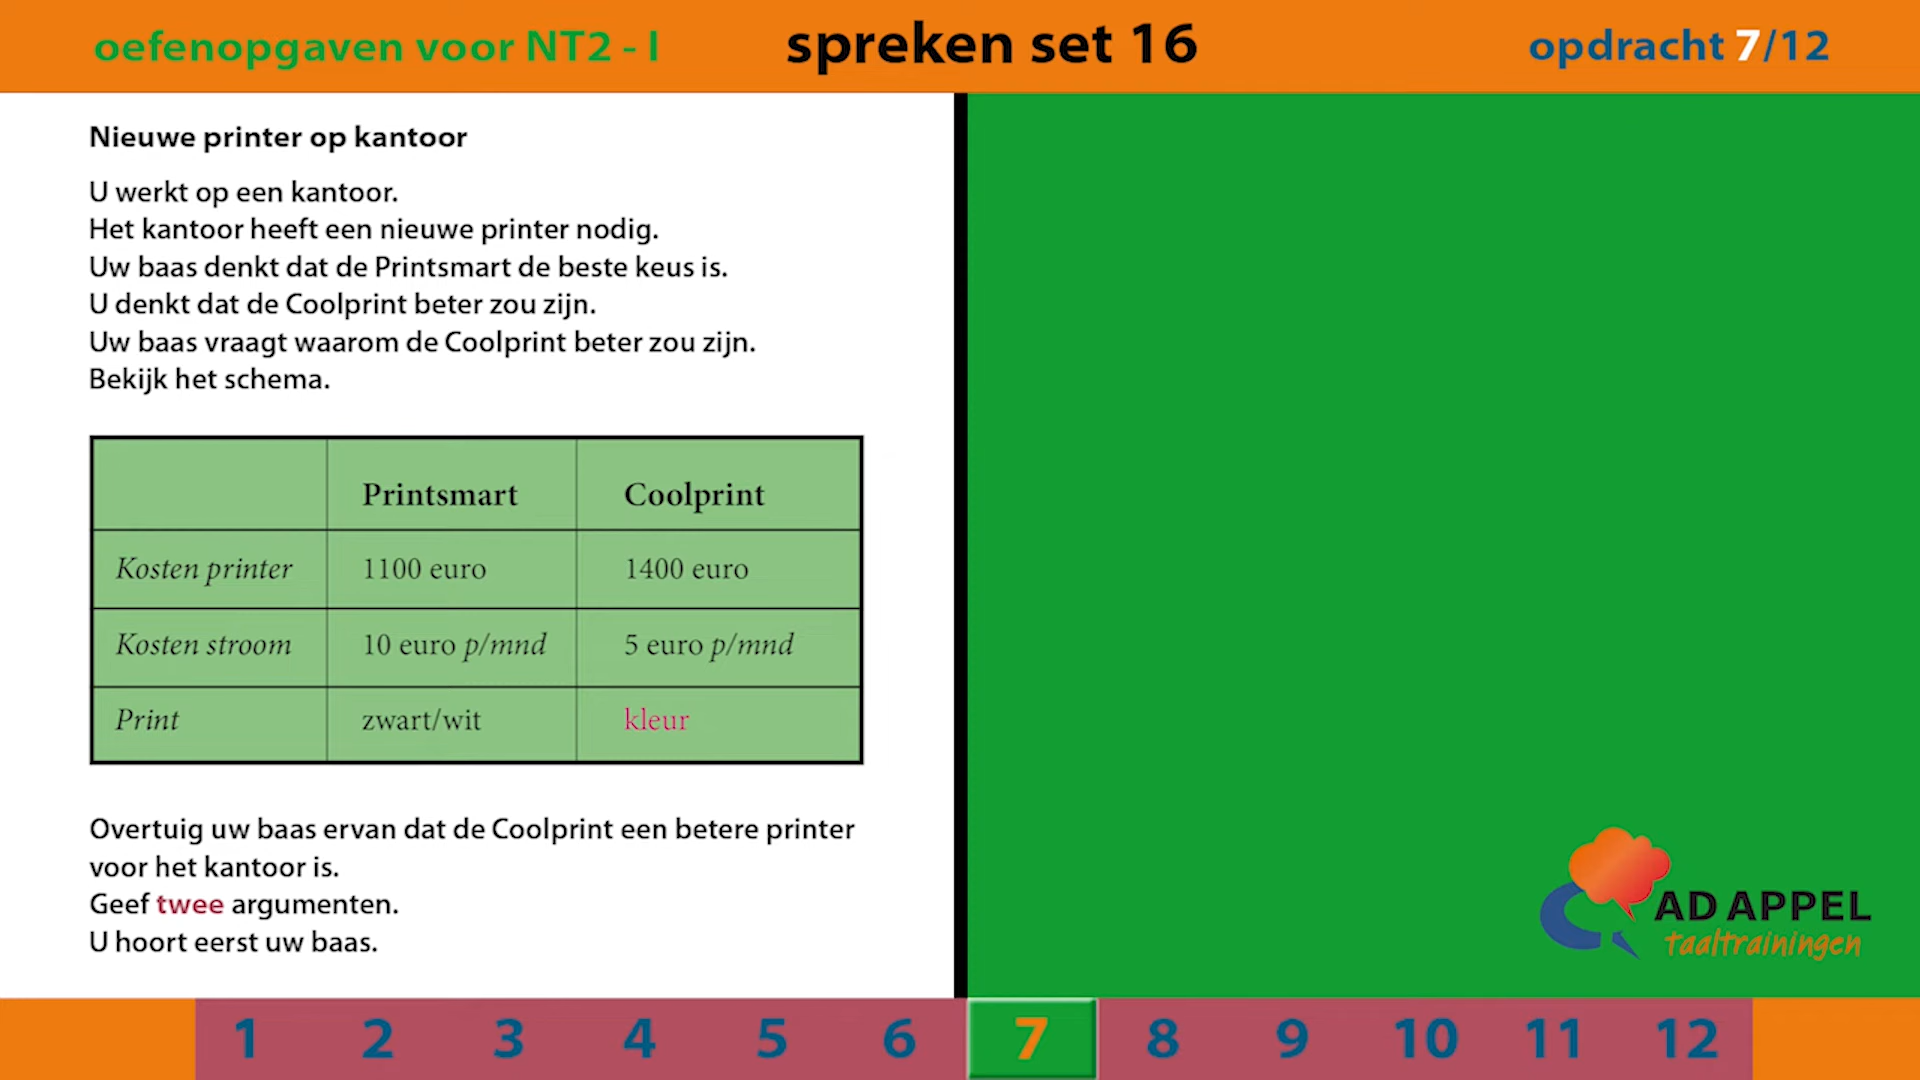 oefenopgaven voor NT2 - I
spreken set 16
opdracht 7/12
Nieuwe printer op kantoor
U werkt op een kantoor.
Het kantoor heeft een nieuwe printer nodig.
Uw baas denkt dat de Printsmart de beste keus is.
U denkt dat de Coolprint beter zou zijn.
Uw baas vraagt waarom de Coolprint beter zou zijn.
Bekijk het schema.
Printsmart Coolprint
Kosten printer 1100 euro 1400 euro
Kosten stroom 10 euro p/mnd 5 euro p/mnd
Print zwart/wit kleur
Overtuig uw baas ervan dat de Coolprint een betere printer
voor het kantoor is.
Geef twee argumenten.
U hoort eerst uw baas.
AD APPEL
taaltrainingen
1 2 3 4 5 6 7 8 9 10 11 12